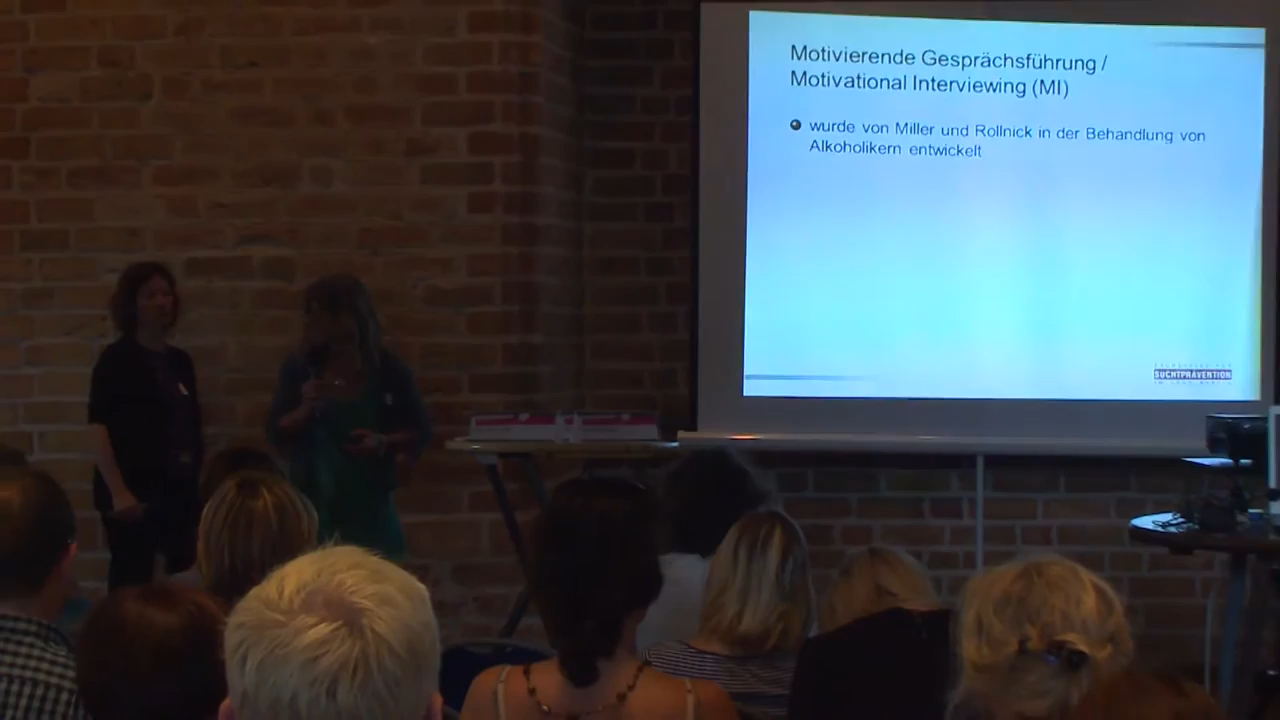 Motivierende Gesprächsführung /
Motivational Interviewing (MI)
wurde von Miller und Rollnick in der Behandlung von
Alkoholikern entwickelt
SUCHTPRÄVENTION